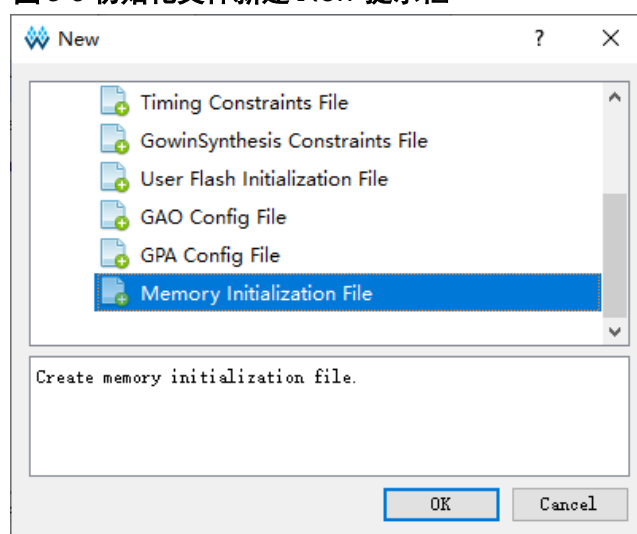 New
?
Timing Constraints File
GowinSynthesis Constraints File
User Flash Initialization File
GAO Config File
GPA Config File
Memory Initialization File
Create memory initialization file.
OK
Cancel